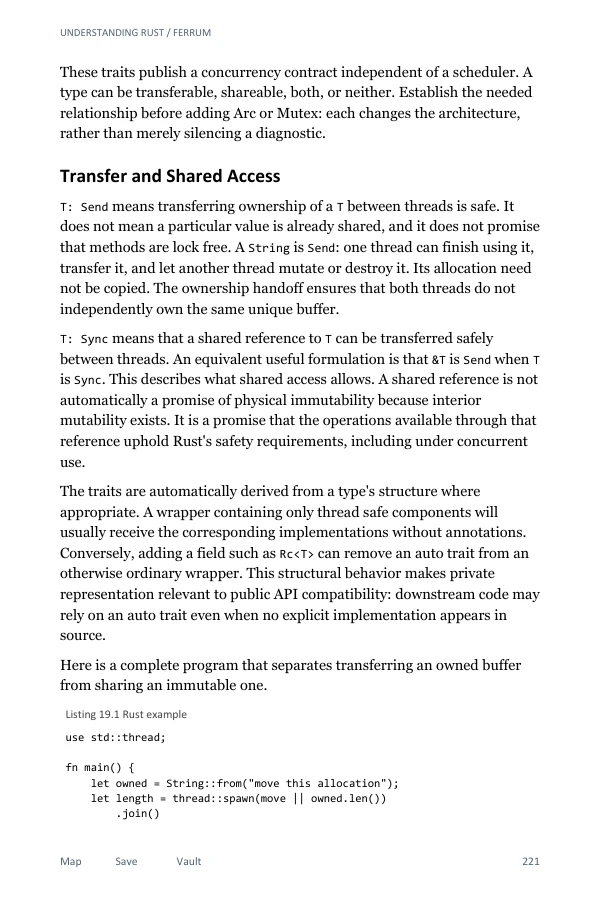 UNDERSTANDING RUST / FERRUM
These traits publish a concurrency contract independent of a scheduler. A
type can be transferable, shareable, both, or neither. Establish the needed
relationship before adding Arc or Mutex: each changes the architecture,
rather than merely silencing a diagnostic.
Transfer and Shared Access
T: Send means transferring ownership of a T between threads is safe. It
does not mean a particular value is already shared, and it does not promise
that methods are lock free. A String is Send: one thread can finish using it,
transfer it, and let another thread mutate or destroy it. Its allocation need
not be copied. The ownership handoff ensures that both threads do not
independently own the same unique buffer.
T: Sync means that a shared reference to T can be transferred safely
between threads. An equivalent useful formulation is that &T is Send when T
is Sync. This describes what shared access allows. A shared reference is not
automatically a promise of physical immutability because interior
mutability exists. It is a promise that the operations available through that
reference uphold Rust's safety requirements, including under concurrent
use.
The traits are automatically derived from a type's structure where
appropriate. A wrapper containing only thread safe components will
usually receive the corresponding implementations without annotations.
Conversely, adding a field such as Rc<T> can remove an auto trait from an
otherwise ordinary wrapper. This structural behavior makes private
representation relevant to public API compatibility: downstream code may
rely on an auto trait even when no explicit implementation appears in
source.
Here is a complete program that separates transferring an owned buffer
from sharing an immutable one.
Listing 19.1 Rust example
use std::thread;
fn main() {
    let owned = String::from("move this allocation");
    let length = thread::spawn(move || owned.len())
        .join()
Map Save Vault 221